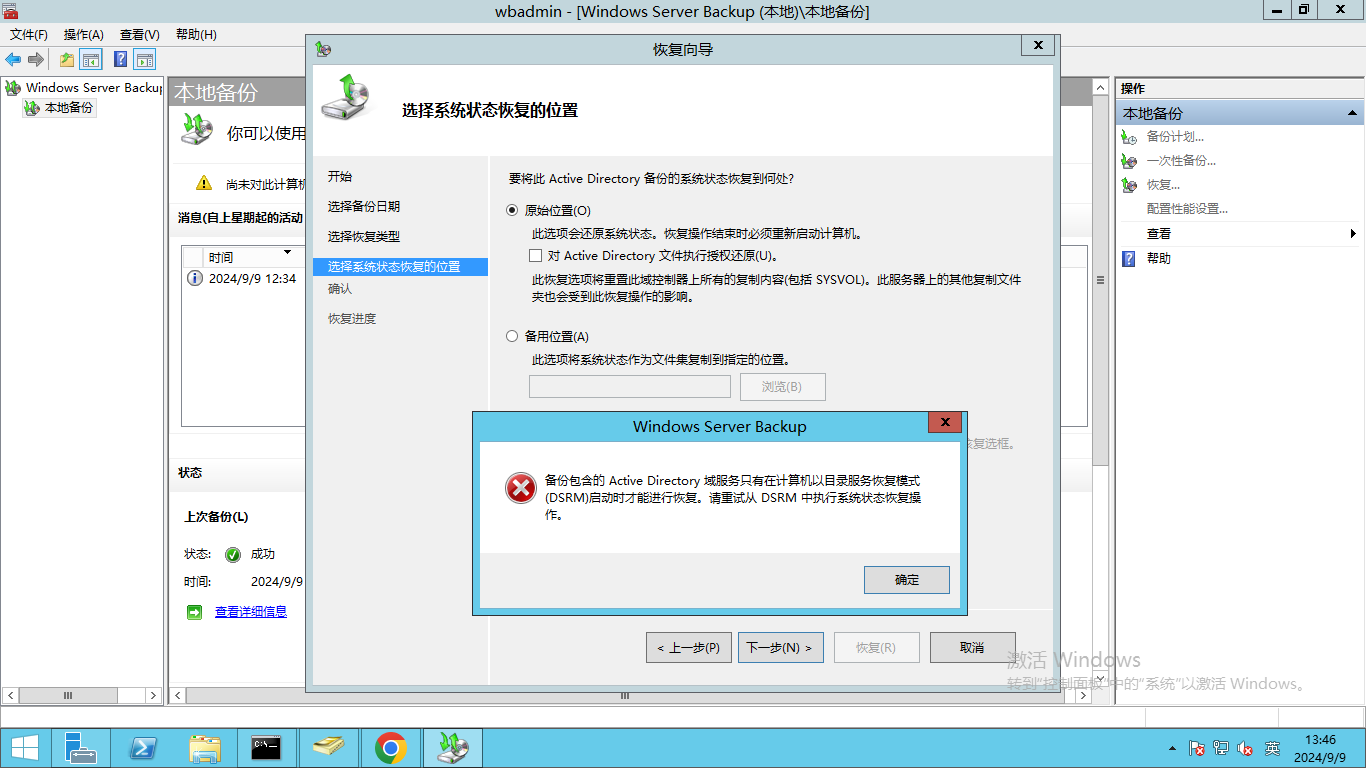 wbadmin - [Windows Server Backup (本地)\本地备份]
文件(F) 操作(A) 查看(V) 帮助(H)
Windows Server Backup
本地备份
本地备份
你可以使用
尚未对此计算机
消息(自上星期起的活动
时间
2024/9/9 12:34
状态
上次备份(L)
状态: 成功
时间: 2024/9/9
查看详细信息
恢复向导
选择系统状态恢复的位置
开始
选择备份日期
选择恢复类型
选择系统状态恢复的位置
确认
恢复进度
要将此 Active Directory 备份的系统状态恢复到何处?
原始位置(O)
此选项会还原系统状态。恢复操作结束时必须重新启动计算机。
对 Active Directory 文件执行授权还原(U)。
此恢复选项将重置此域控制器上所有的复制内容(包括 SYSVOL)。此服务器上的其他复制文件
夹也会受到此恢复操作的影响。
备用位置(A)
此选项将系统状态作为文件集复制到指定的位置。
浏览(B)
复选框。
Windows Server Backup
备份包含的 Active Directory 域服务只有在计算机以目录服务恢复模式
(DSRM)启动时才能进行恢复。请重试从 DSRM 中执行系统状态恢复操
作。
确定
< 上一步(P) 下一步(N) > 恢复(R) 取消
操作
本地备份
备份计划...
一次性备份...
恢复...
配置性能设置...
查看
帮助
激活 Windows
转到"控制面板"中的"系统"以激活 Windows。
英
13:46
2024/9/9